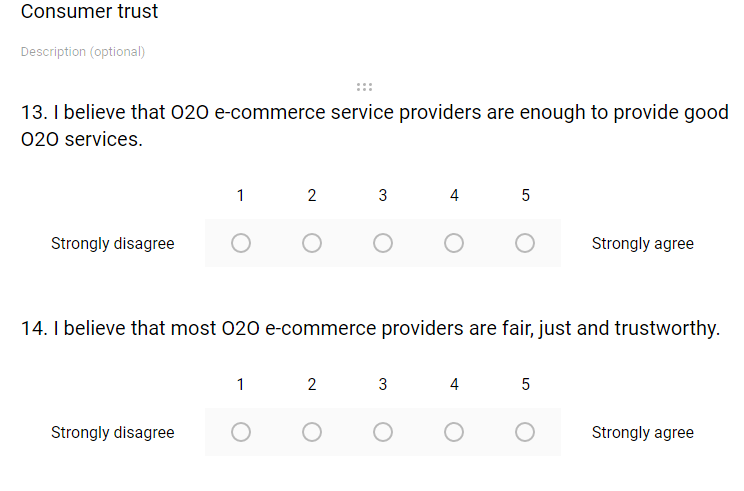 Consumer trust
Description (optional)
13. I believe that O2O e-commerce service providers are enough to provide good
O2O services.
1 2 3 4 5
Strongly disagree Strongly agree
14. I believe that most O2O e-commerce providers are fair, just and trustworthy.
1 2 3 4 5
Strongly disagree Strongly agree